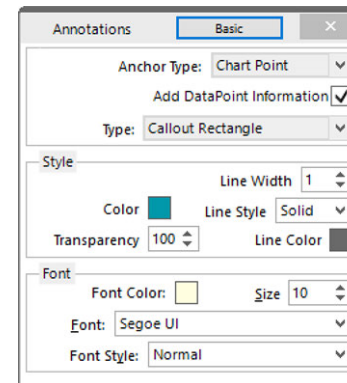 Annotations Basic
Anchor Type: Chart Point
Add DataPoint Information
Type: Callout Rectangle
Style
Line Width 1
Color Line Style Solid
Transparency 100 Line Color
Font
Font Color: Size 10
Font: Segoe UI
Font Style: Normal